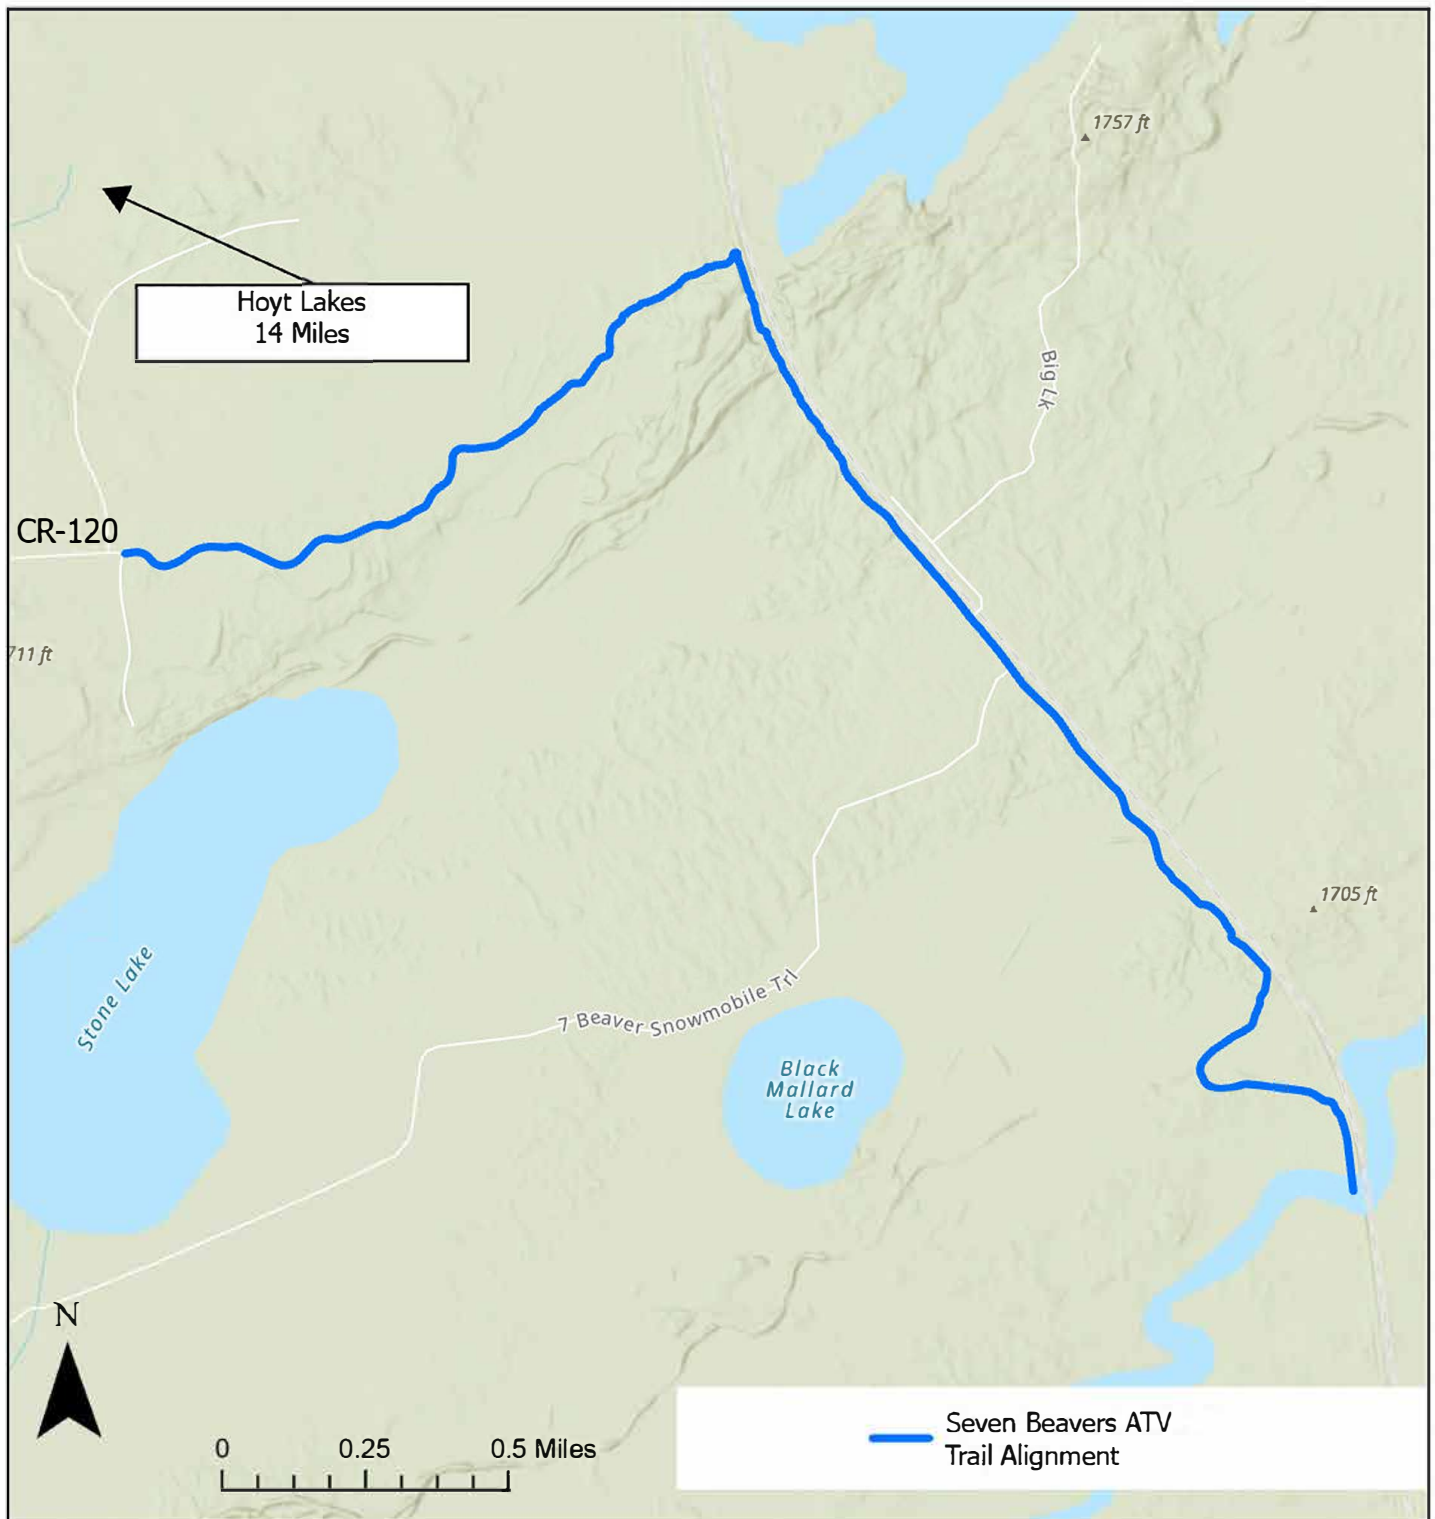 1757 ft
Hoyt Lakes
14 Miles
Big Lk
CR-120
711 ft
1705 ft
Stone Lake
7 Beaver Snowmobile Trl
Black
Mallard
Lake
N
0 0.25 0.5 Miles
Seven Beavers ATV
Trail Alignment